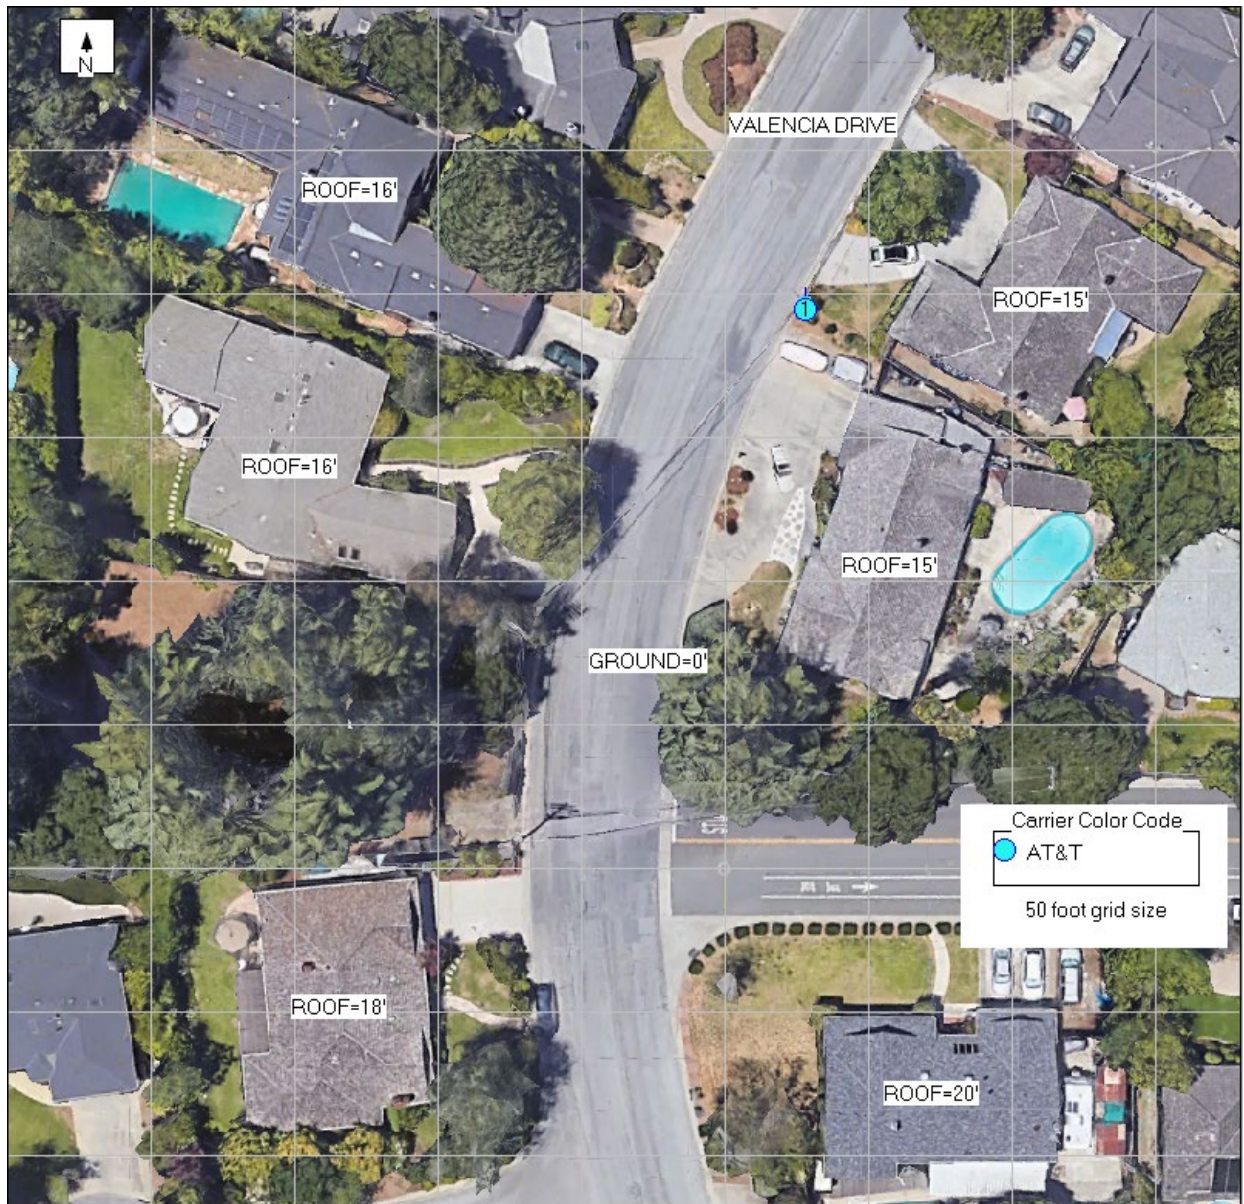 N
VALENCIA DRIVE
ROOF=16'
ROOF=15'
1
ROOF=16'
ROOF=15'
GROUND=0'
Carrier Color Code
AT&T
50 foot grid size
ROOF=18'
ROOF=20'